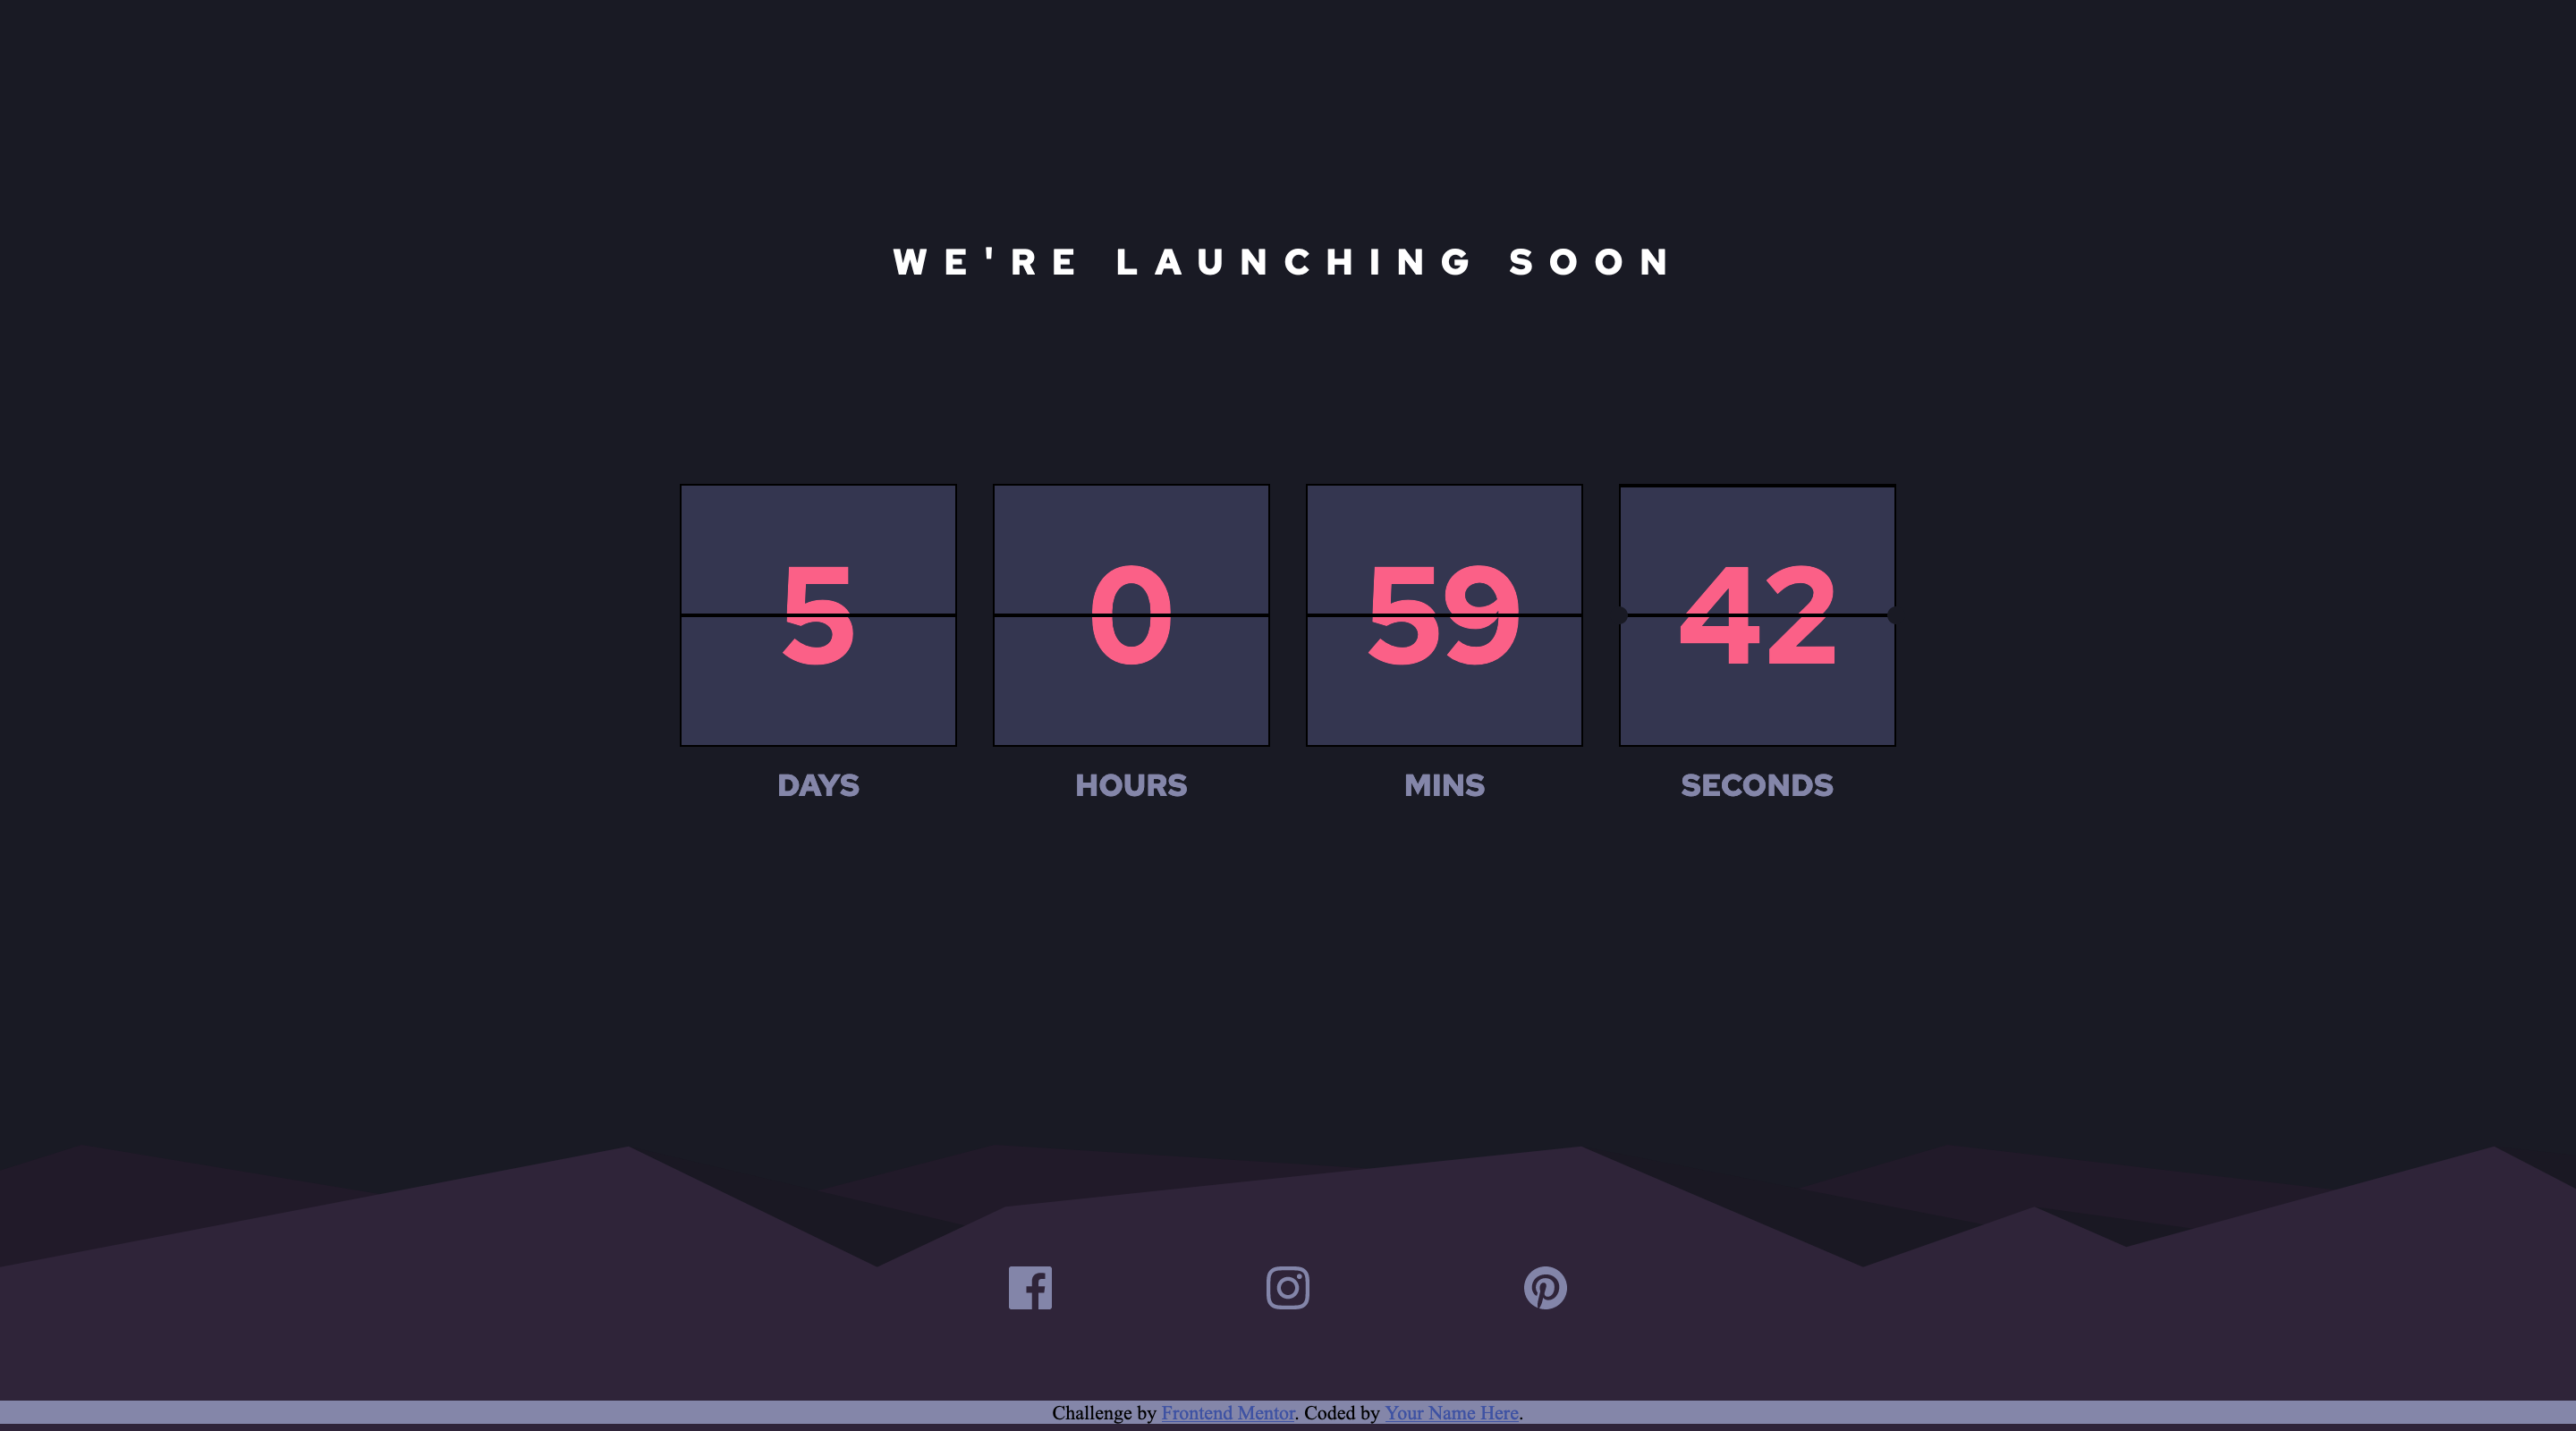 WE'RE LAUNCHING SOON
5 0 59 42
DAYS HOURS MINS SECONDS
Challenge by Frontend Mentor. Coded by Your Name Here.